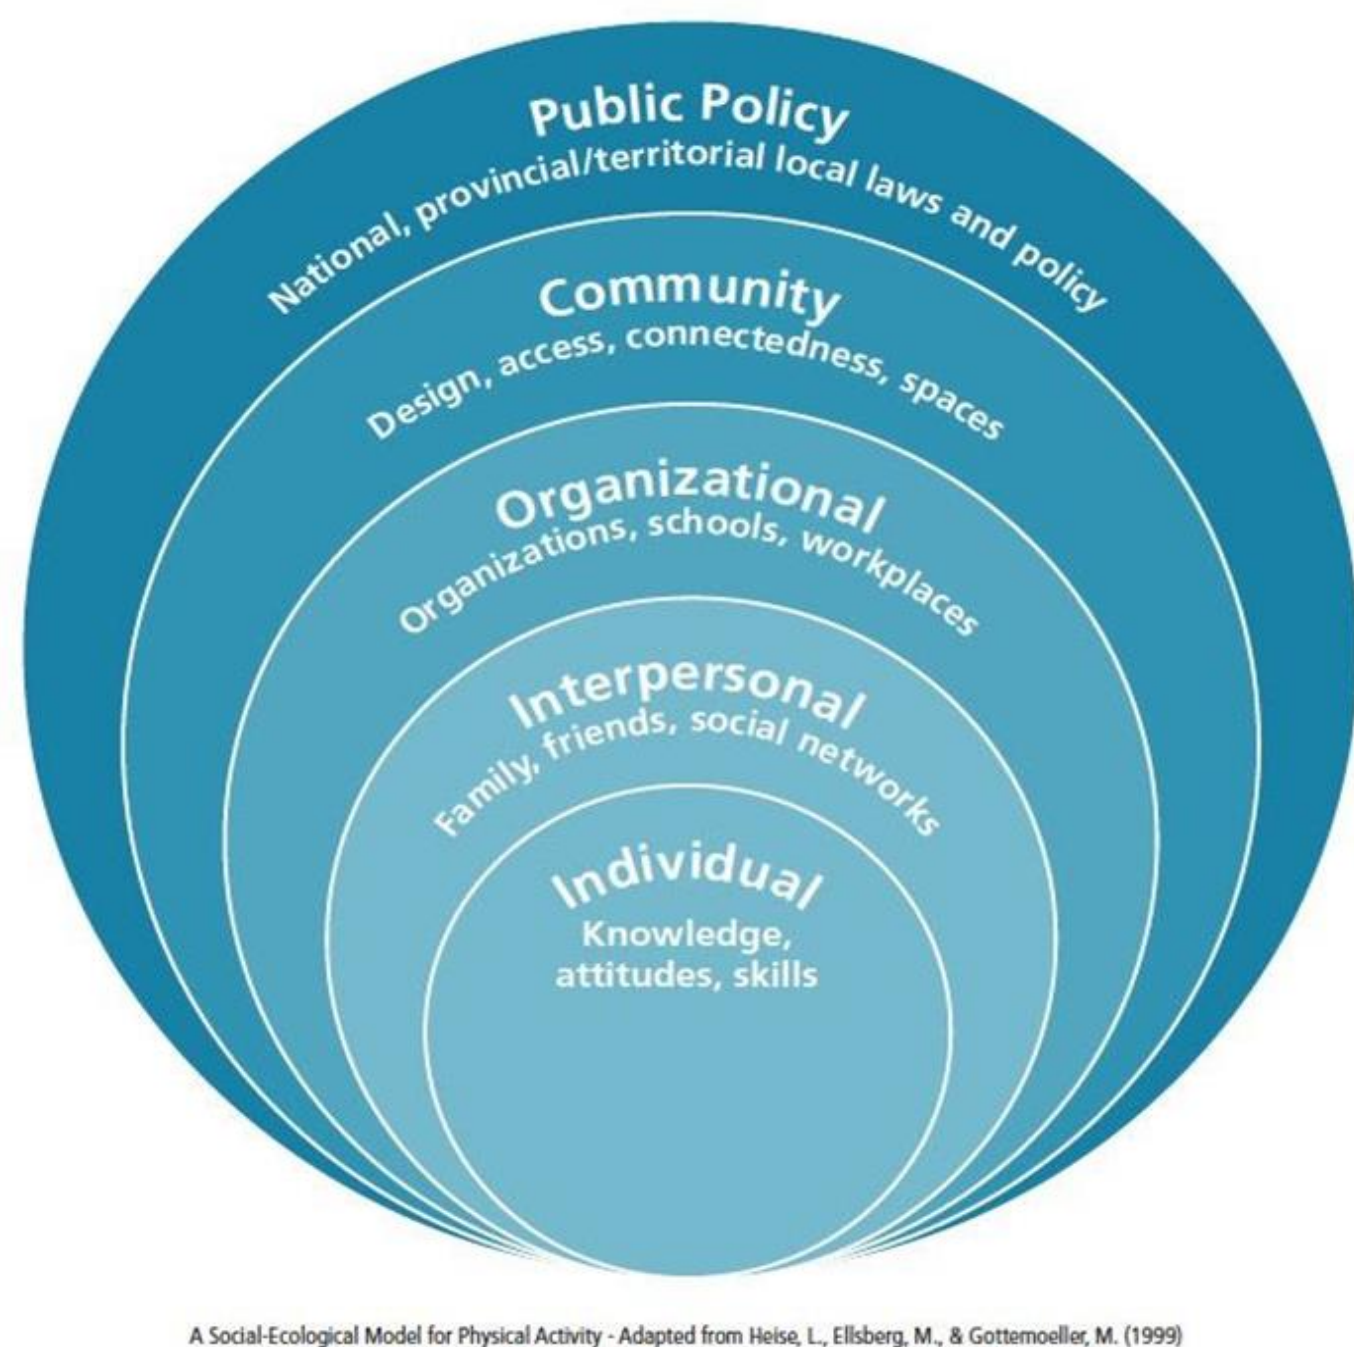 Public Policy
National, provincial/territorial local laws and policy
Community
Design, access, connectedness, spaces
Organizational
Organizations, schools, workplaces
Interpersonal
Family, friends, social networks
Individual
Knowledge,
attitudes, skills
A Social-Ecological Model for Physical Activity - Adapted from Heise, L., Ellsberg, M., & Gottemoeller, M. (1999)